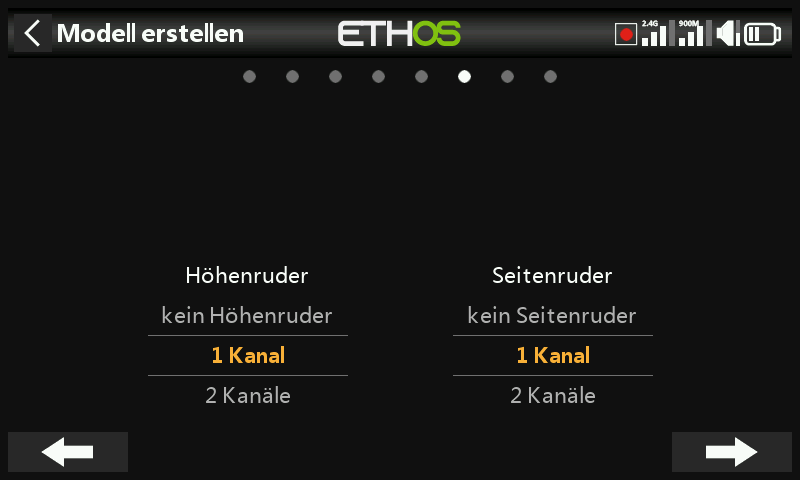 Modell erstellen
ETHOS
2.4G
900M
Höhenruder
Seitenruder
kein Höhenruder
kein Seitenruder
1 Kanal
1 Kanal
2 Kanäle
2 Kanäle